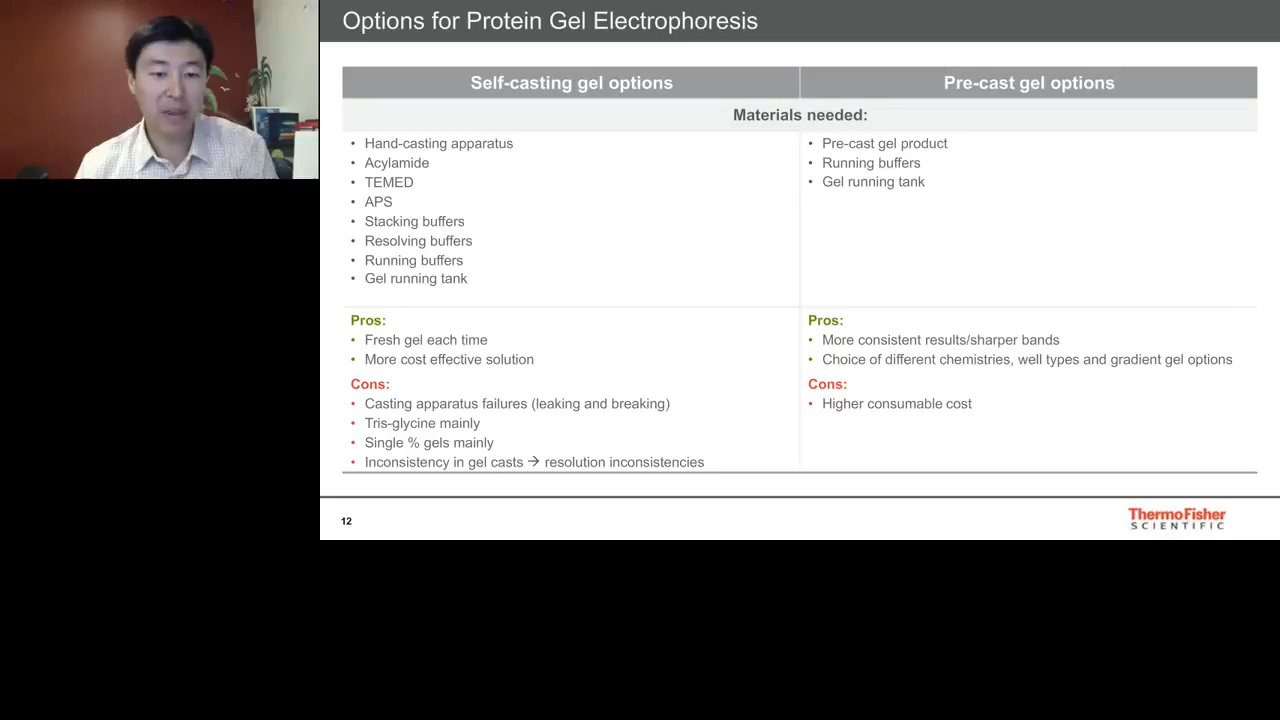 Options for Protein Gel Electrophoresis
Self-casting gel options
Pre-cast gel options
Materials needed:
• Hand-casting apparatus
• Acylamide
• TEMED
• APS
• Stacking buffers
• Resolving buffers
• Running buffers
• Gel running tank
• Pre-cast gel product
• Running buffers
• Gel running tank
Pros:
• Fresh gel each time
• More cost effective solution
Cons:
• Casting apparatus failures (leaking and breaking)
• Tris-glycine mainly
• Single % gels mainly
• Inconsistency in gel casts → resolution inconsistencies
Pros:
• More consistent results/sharper bands
• Choice of different chemistries, well types and gradient gel options
Cons:
• Higher consumable cost
12
ThermoFisher
SCIENTIFIC